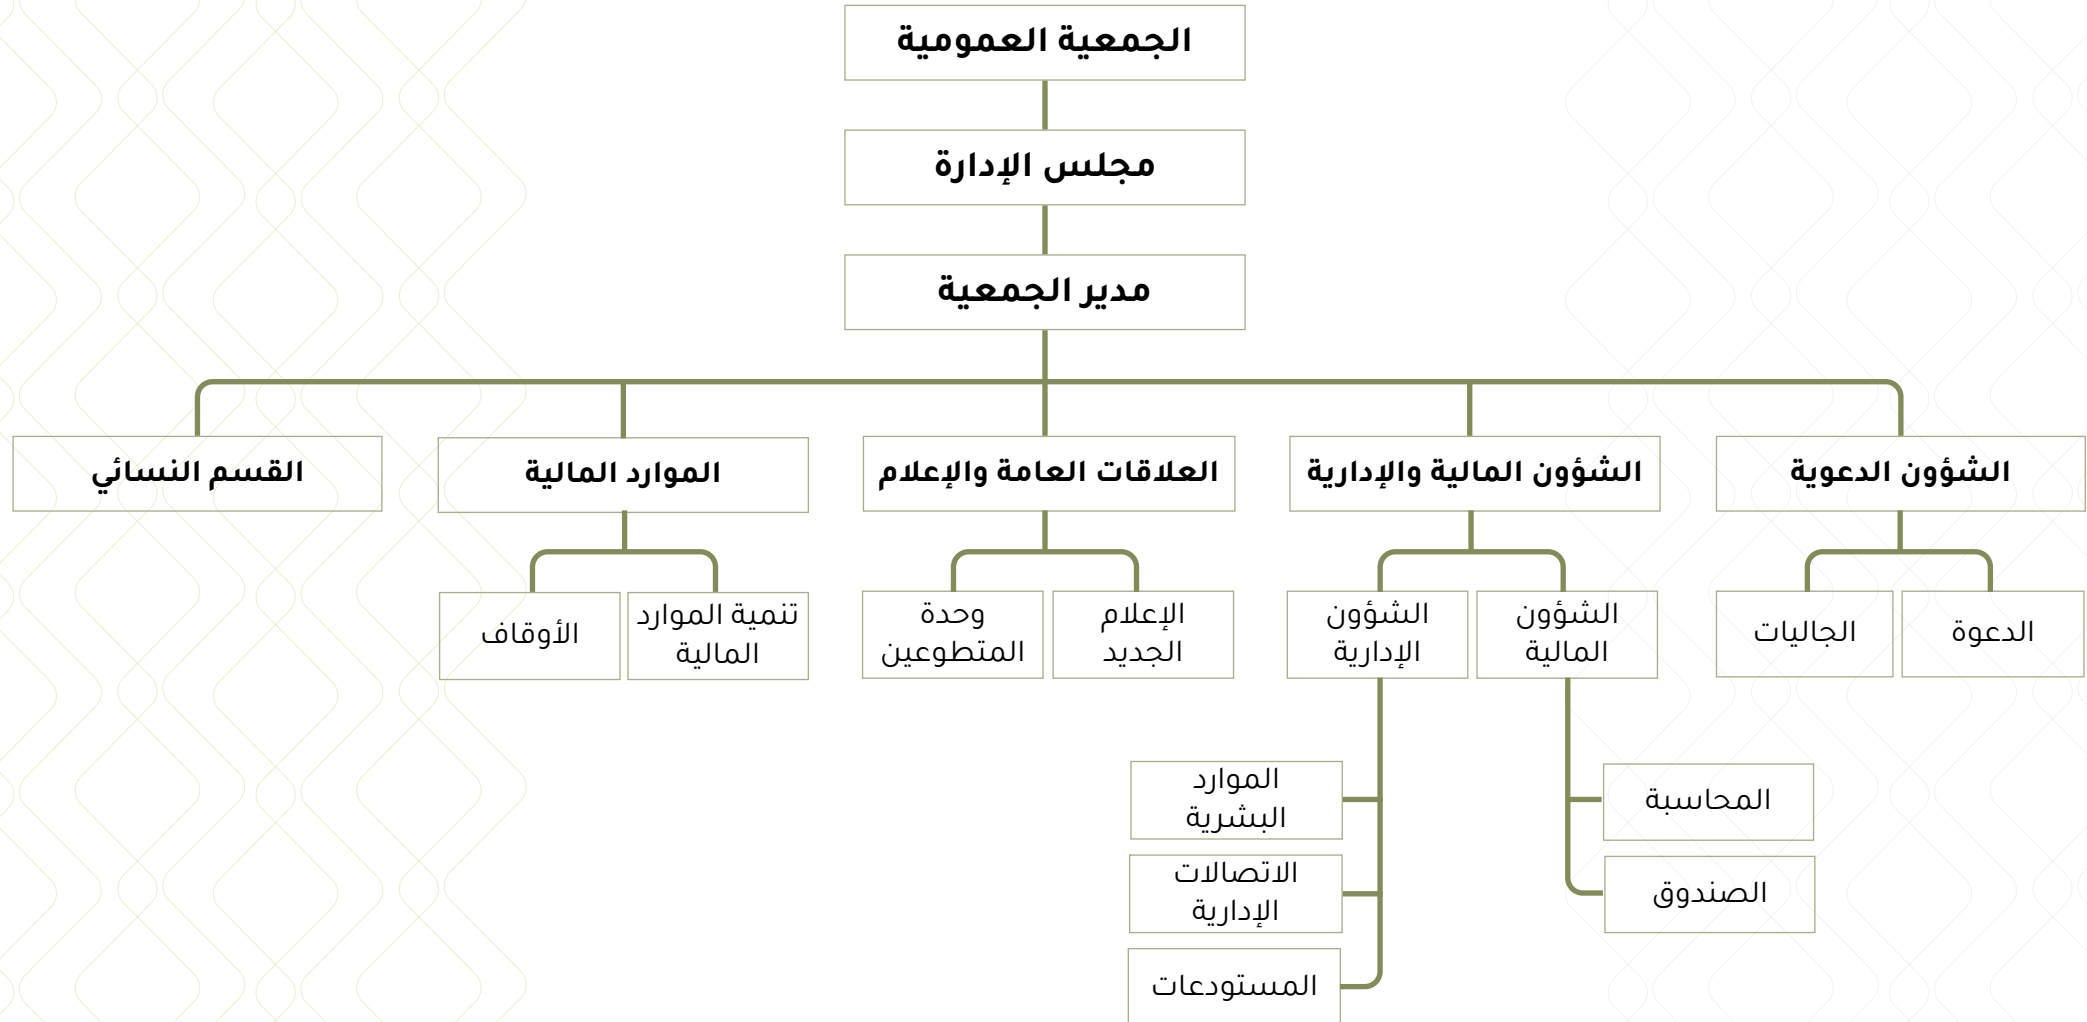 الجمعية العمومية
مجلس الإدارة
مدير الجمعية
الشؤون الدعوية
الشؤون المالية والإدارية
العلاقات العامة والإعلام
الموارد المالية
القسم النسائي
الدعوة
الجاليات
الشؤون
المالية
الشؤون
الإدارية
الإعلام
الجديد
وحدة
المتطوعين
تنمية الموارد
المالية
الأوقاف
المحاسبة
الصندوق
الموارد
البشرية
الاتصالات
الإدارية
المستودعات